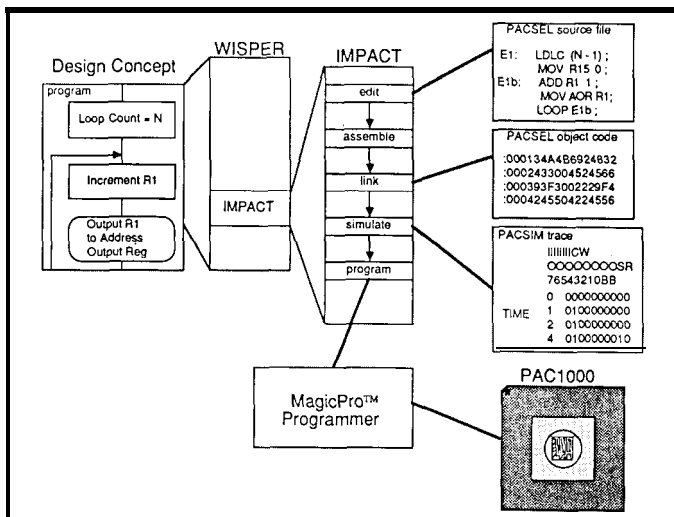 Design Concept
program
Loop Count = N
Increment R1
Output R1
to Address
Output Reg
WISPER
IMPACT
IMPACT
edit
assemble
link
simulate
program
PACSEL source file
E1: LDLC (N - 1) ;
MOV R15 0 ;
E1b: ADD R1 1 ;
MOV AOR R1;
LOOP E1b ;
PACSEL object code
:000134A4B6924832
:0002433004524566
:000393F3002229F4
:0004245504224556
PACSIM trace
IIIIIIIICW
OOOOOOOOSR
76543210BB
TIME
0 0000000000
1 0100000000
2 0100000000
4 0100000010
MagicPro™
Programmer
PAC1000